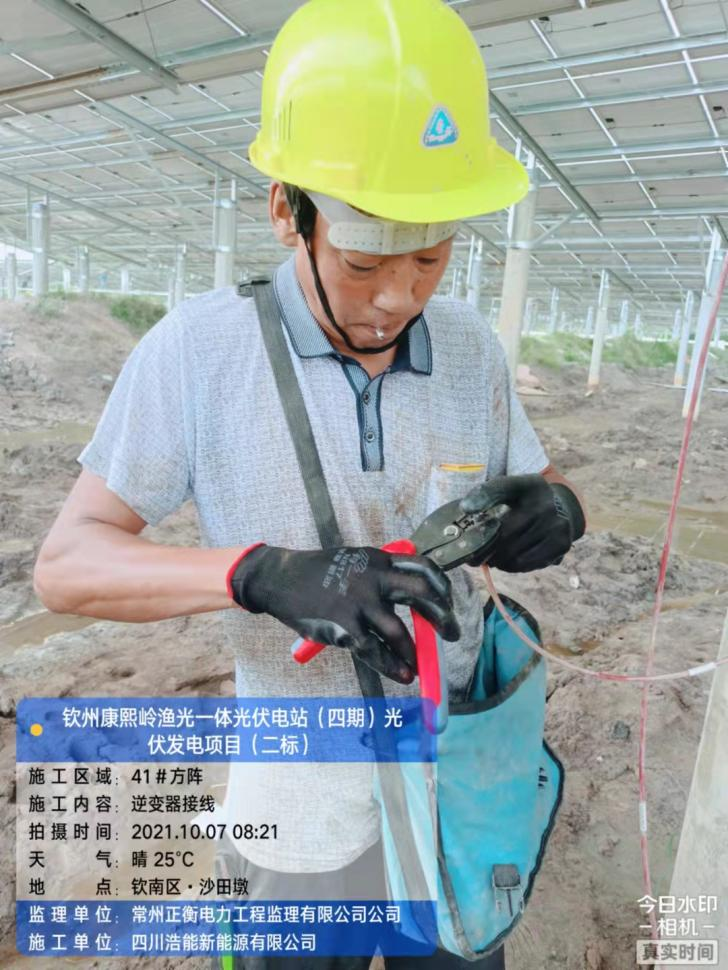 钦州康熙岭渔光一体光伏电站（四期）光
伏发电项目（二标）
施工区域：41#方阵
施工内容：逆变器接线
拍摄时间：2021.10.07 08:21
天气：晴 25℃
地点：钦南区·沙田墩
监理单位：常州正衡电力工程监理有限公司公司
施工单位：四川浩能新能源有限公司
今日水印
-相机-
真实时间